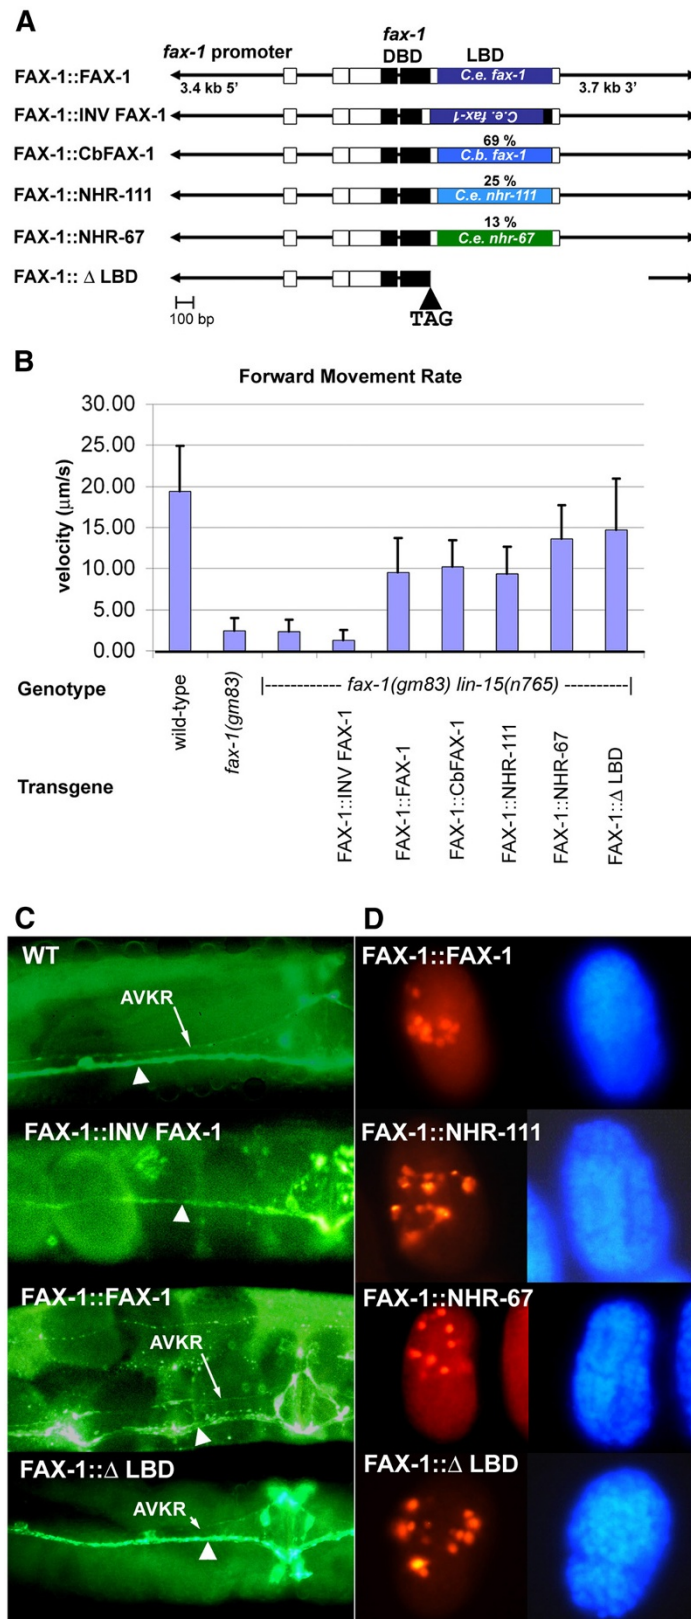 A
fax-1
fax-1 promoter DBD LBD
FAX-1::FAX-1 C.e. fax-1
3.4 kb 5’ 3.7 kb 3’
FAX-1::INV FAX-1 C.e. fax-1
69 %
FAX-1::CbFAX-1 C.b. fax-1
25 %
FAX-1::NHR-111 C.e. nhr-111
13 %
FAX-1::NHR-67 C.e. nhr-67
FAX-1:: Δ LBD
100 bp TAG
B
Forward Movement Rate
velocity (µm/s)
30.00
25.00
20.00
15.00
10.00
5.00
0.00
Genotype wild-type fax-1(gm83) |------------- fax-1(gm83) lin-15(n765) -----------|
Transgene FAX-1::INV FAX-1 FAX-1::FAX-1 FAX-1::CbFAX-1 FAX-1::NHR-111 FAX-1::NHR-67 FAX-1::Δ LBD
C
WT
AVKR
FAX-1::INV FAX-1
FAX-1::FAX-1
AVKR
FAX-1::Δ LBD
AVKR
D
FAX-1::FAX-1
FAX-1::NHR-111
FAX-1::NHR-67
FAX-1::Δ LBD